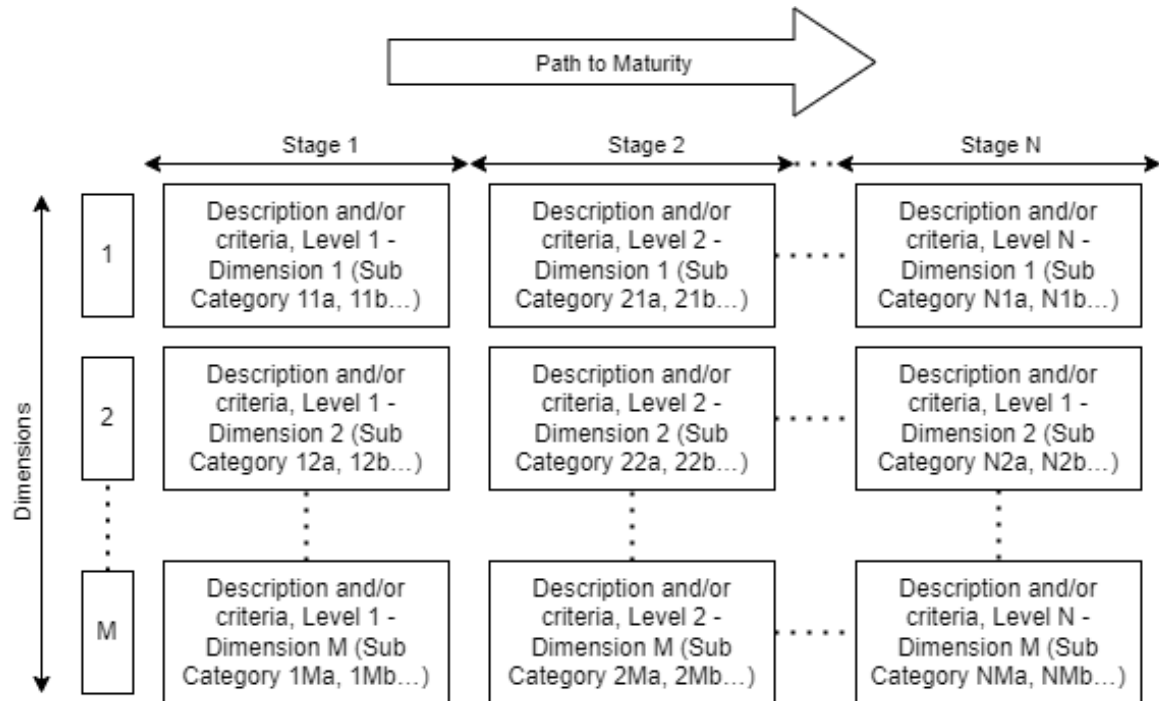 Path to Maturity
Stage 1
Stage 2
Stage N
Dimensions
1
Description and/or
criteria, Level 1 -
Dimension 1 (Sub
Category 11a, 11b...)
Description and/or
criteria, Level 2 -
Dimension 1 (Sub
Category 21a, 21b...)
Description and/or
criteria, Level N -
Dimension 1 (Sub
Category N1a, N1b...)
2
Description and/or
criteria, Level 1 -
Dimension 2 (Sub
Category 12a, 12b...)
Description and/or
criteria, Level 2 -
Dimension 2 (Sub
Category 22a, 22b...)
Description and/or
criteria, Level 1 -
Dimension 2 (Sub
Category N2a, N2b...)
M
Description and/or
criteria, Level 1 -
Dimension M (Sub
Category 1Ma, 1Mb...)
Description and/or
criteria, Level 2 -
Dimension M (Sub
Category 2Ma, 2Mb...)
Description and/or
criteria, Level N -
Dimension M (Sub
Category NMa, NMb...)